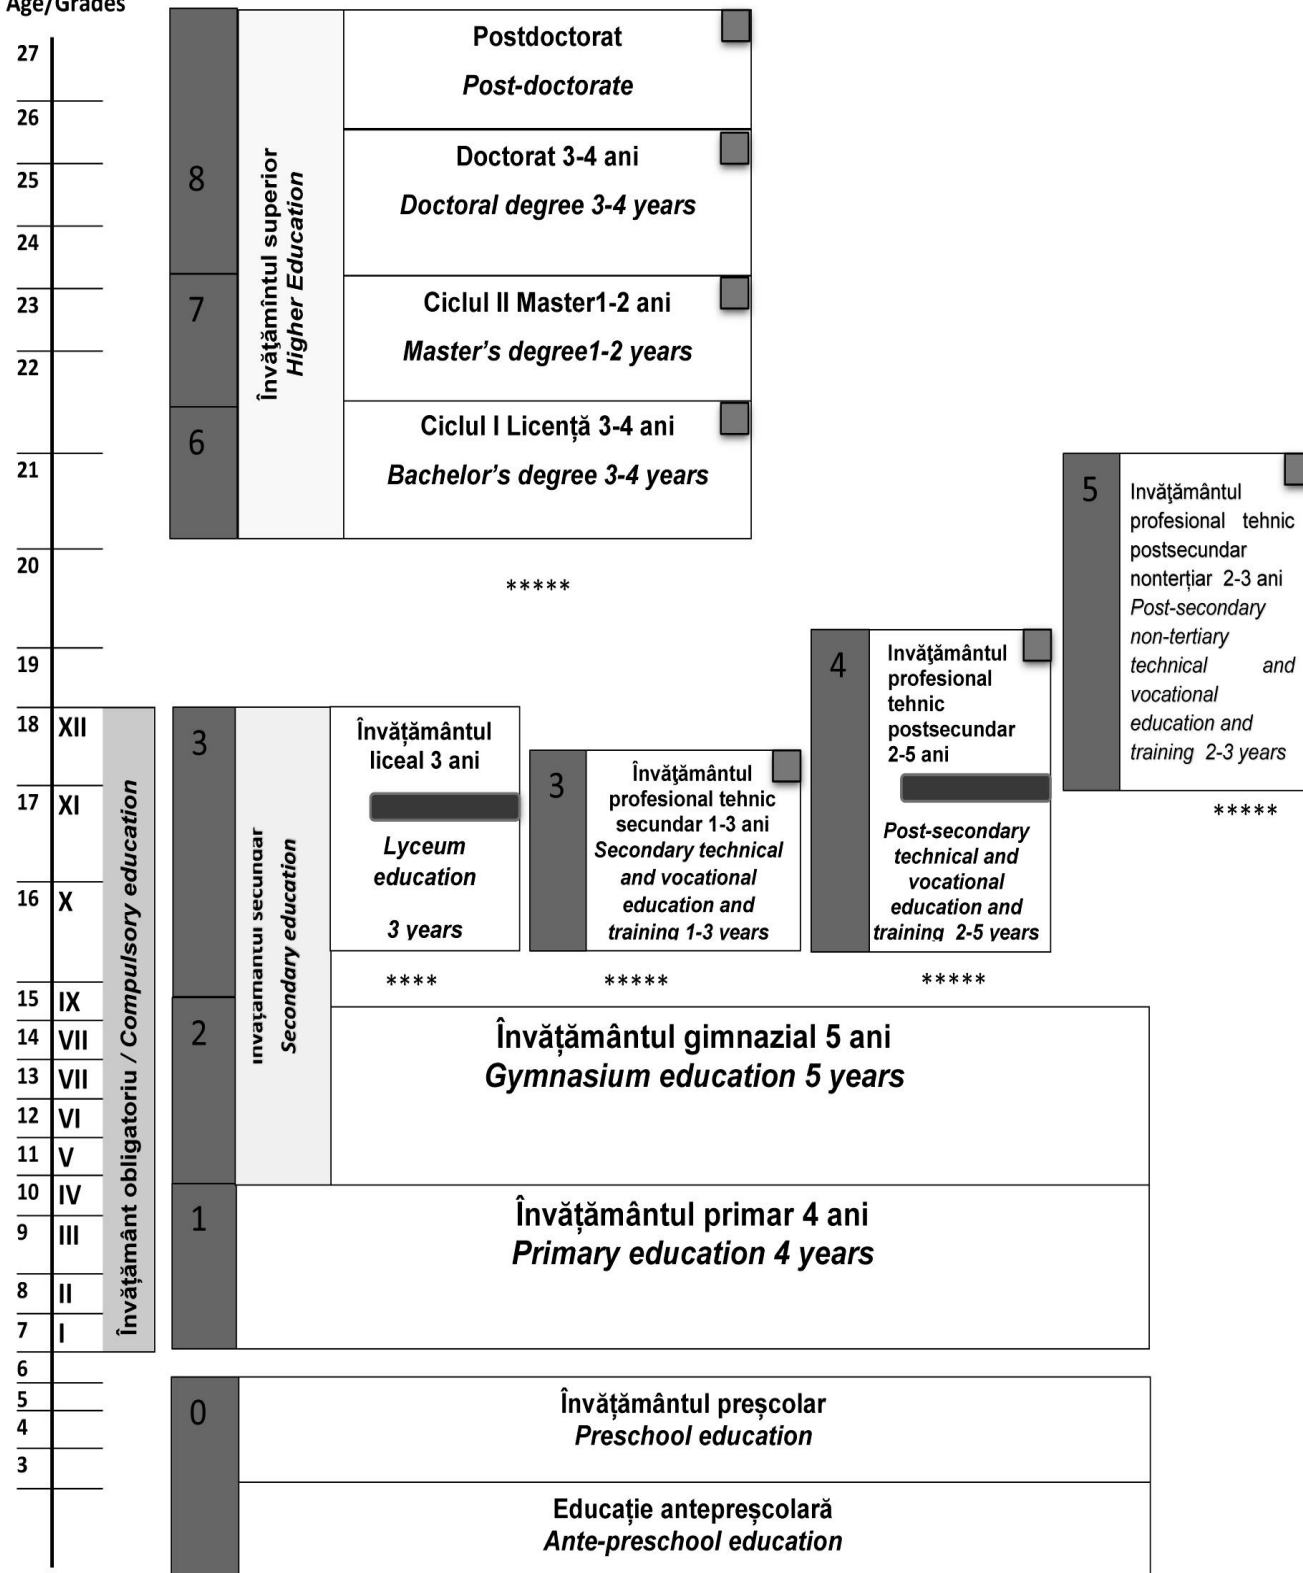 Age/Grades
27
26
25
24
23
22
21
20
19
18 XII
17 XI
16 X
15 IX
14 VII
13 VII
12 VI
11 V
10 IV
9 III
8 II
7 I
6
5
4
3
Învățământ obligatoriu / Compulsory education
8
7
6
Învăţămîntul superior
Higher Education
Postdoctorat
Post-doctorate
Doctorat 3-4 ani
Doctoral degree 3-4 years
Ciclul II Master1-2 ani
Master’s degree1-2 years
Ciclul I Licență 3-4 ani
Bachelor’s degree 3-4 years
*****
5
Invăţământul
profesional tehnic
postsecundar
nonterțiar 2-3 ani
Post-secondary
non-tertiary
technical and
vocational
education and
training 2-3 years
*****
4
Invăţământul
profesional
tehnic
postsecundar
2-5 ani
Post-secondary
technical and
vocational
education and
training 2-5 years
*****
3
Învăţământul
profesional tehnic
secundar 1-3 ani
Secondary technical
and vocational
education and
training 1-3 years
*****
3
2
Învățământul secundar
Secondary education
Învățământul
liceal 3 ani
Lyceum
education
3 years
****
Învățământul gimnazial 5 ani
Gymnasium education 5 years
1
Învățământul primar 4 ani
Primary education 4 years
0
Învățământul preșcolar
Preschool education
Educație antepreșcolară
Ante-preschool education